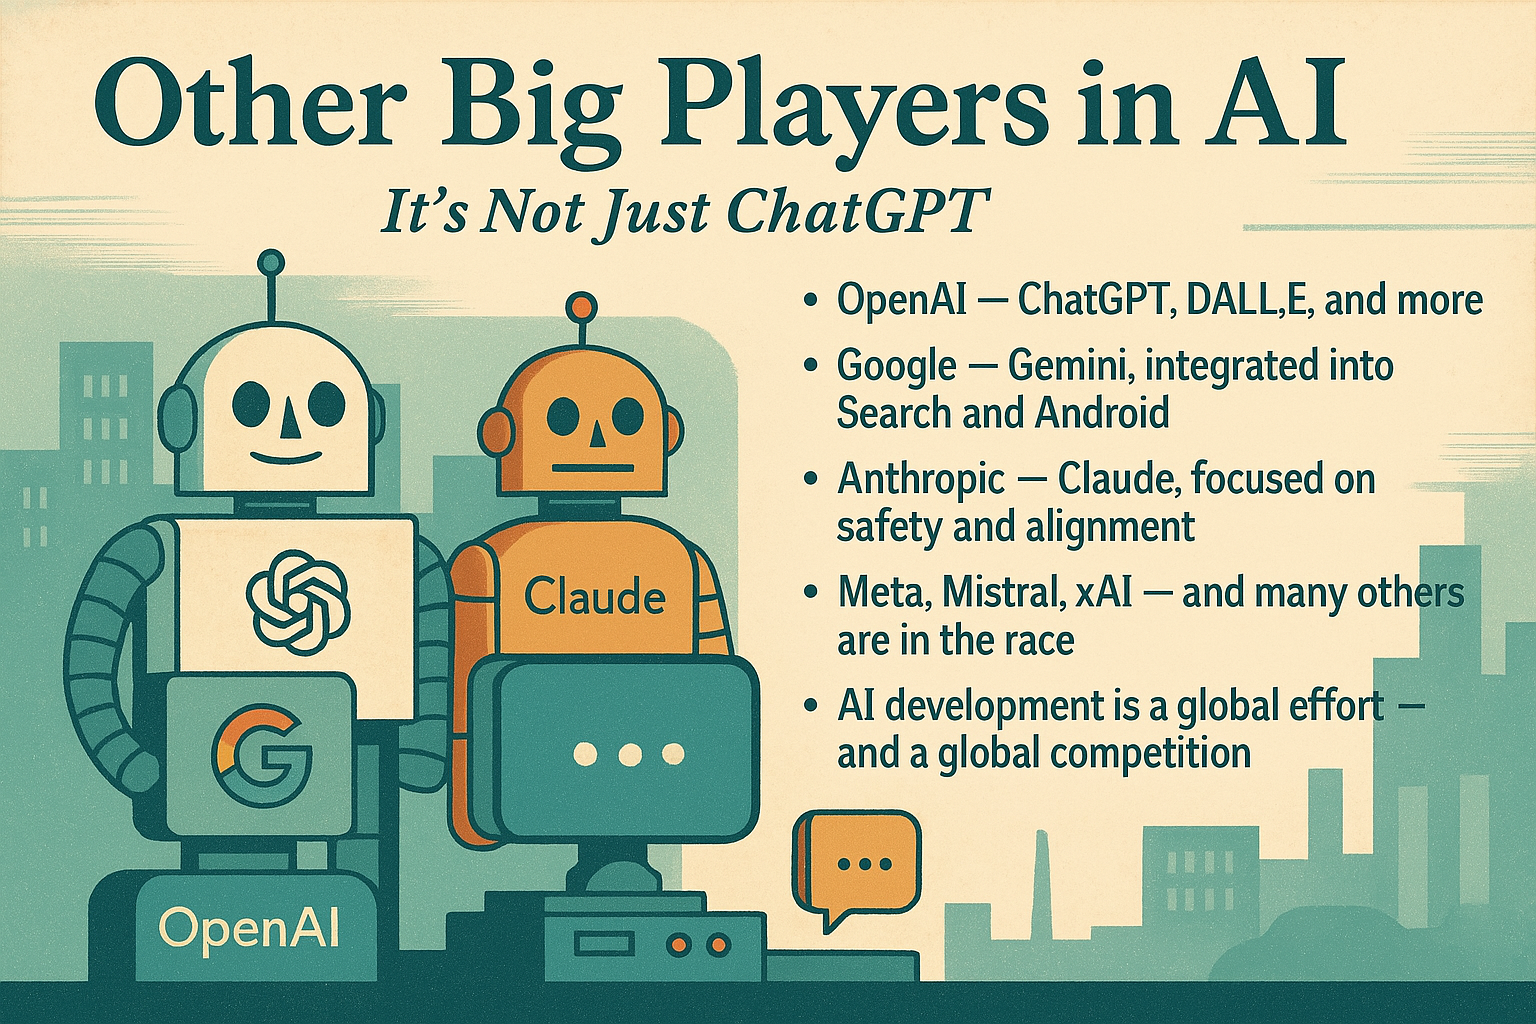 Other Big Players in AI
It's Not Just ChatGPT
• OpenAI — ChatGPT, DALL,E, and more
• Google — Gemini, integrated into
Search and Android
• Anthropic — Claude, focused on
safety and alignment
• Meta, Mistral, xAI — and many others
are in the race
• AI development is a global effort —
and a global competition
Claude
G
OpenAI